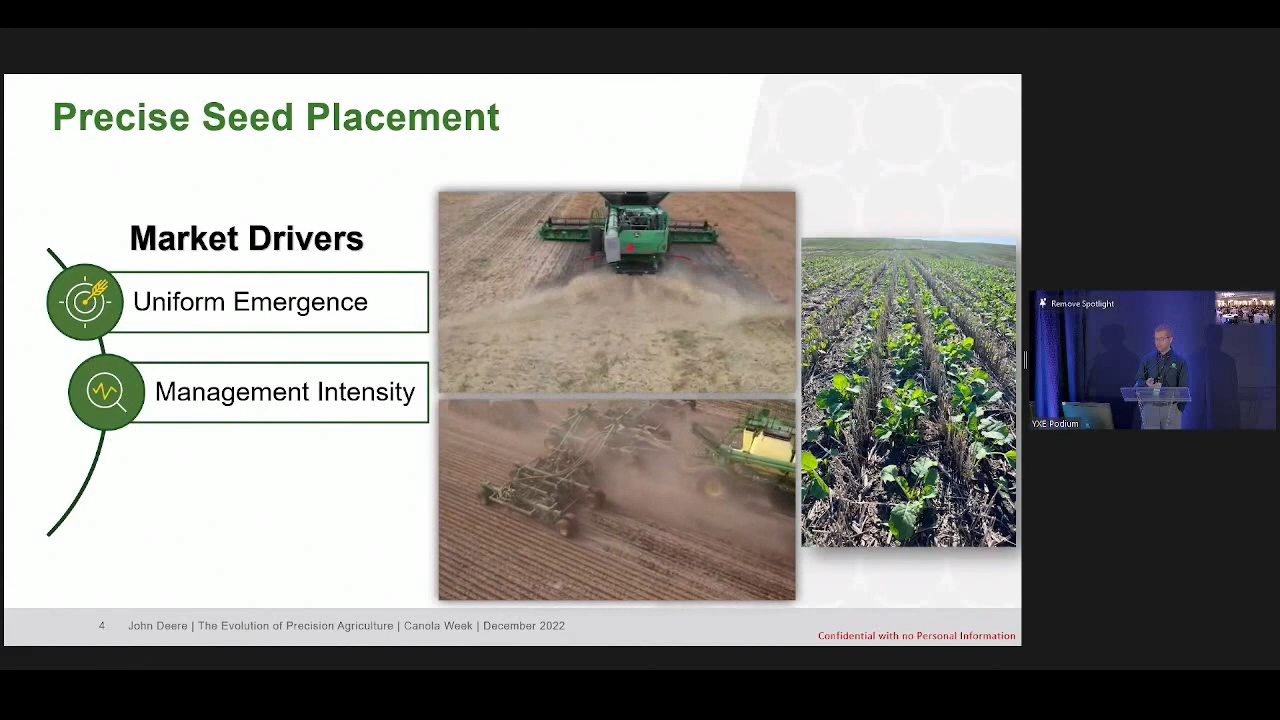 Precise Seed Placement
Market Drivers
Uniform Emergence
Management Intensity
4 John Deere | The Evolution of Precision Agriculture | Canola Week | December 2022
Confidential with no Personal Information
Remove Spotlight
YXE Podium